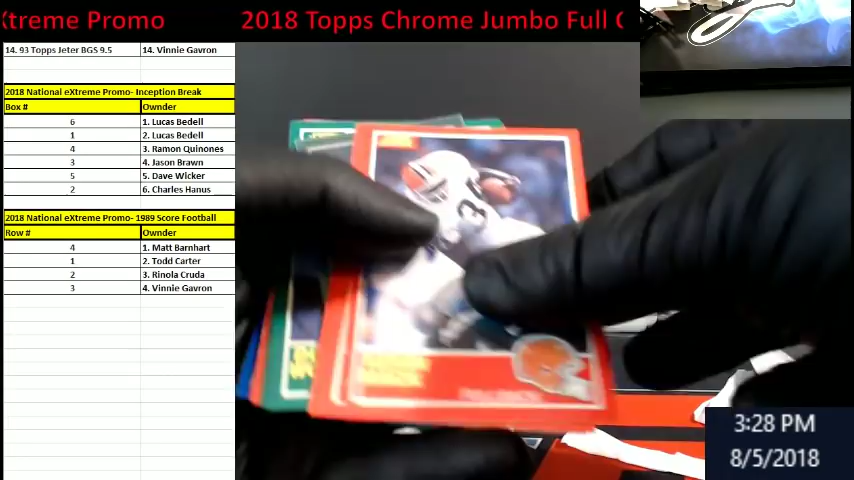 Xtreme Promo
2018 Topps Chrome Jumbo Full C
14. 93 Topps Jeter BGS 9.5 14. Vinnie Gavron
2018 National eXtreme Promo- Inception Break
Box # Ownder
6 1. Lucas Bedell
1 2. Lucas Bedell
4 3. Ramon Quinones
3 4. Jason Brawn
5 5. Dave Wicker
2 6. Charles Hanus
2018 National eXtreme Promo- 1989 Score Football
Row # Ownder
4 1. Matt Barnhart
1 2. Todd Carter
2 3. Rinola Cruda
3 4. Vinnie Gavron
3
3:28 PM
8/5/2018